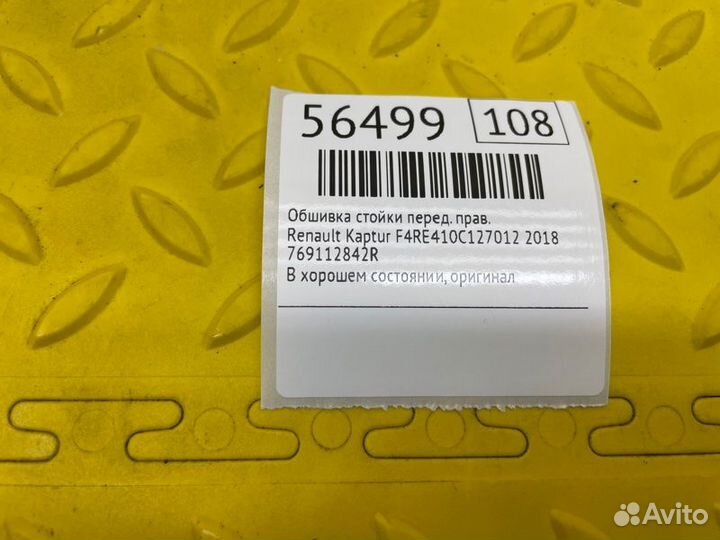 56499 108
Обшивка стойки перед. прав.
Renault Kaptur F4RE410C127012 2018
769112842R
В хорошем состоянии, оригинал
Avito